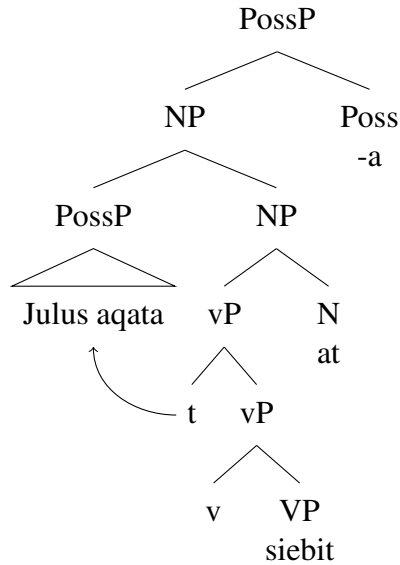 PossP
NP Poss
-a
PossP NP
Julus aqata vP N
at
t vP
v VP
siebit